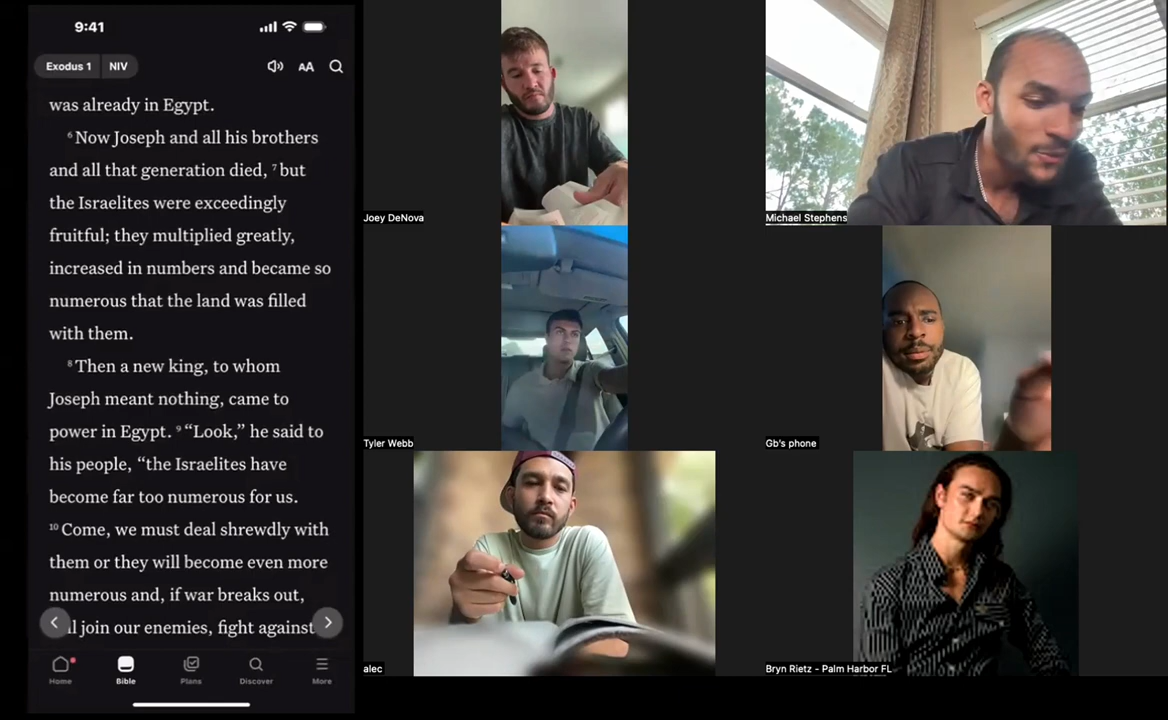 9:41
Exodus 1 NIV AA
was already in Egypt.
6 Now Joseph and all his brothers
and all that generation died, 7 but
the Israelites were exceedingly
fruitful; they multiplied greatly,
increased in numbers and became so
numerous that the land was filled
with them.
8 Then a new king, to whom
Joseph meant nothing, came to
power in Egypt. 9 “Look,” he said to
his people, “the Israelites have
become far too numerous for us.
10 Come, we must deal shrewdly with
them or they will become even more
numerous and, if war breaks out,
join our enemies, fight against
Home Bible Plans Discover More
Joey DeNova
Michael Stephens
Tyler Webb
Gb's phone
alec
Bryn Rietz - Palm Harbor FL